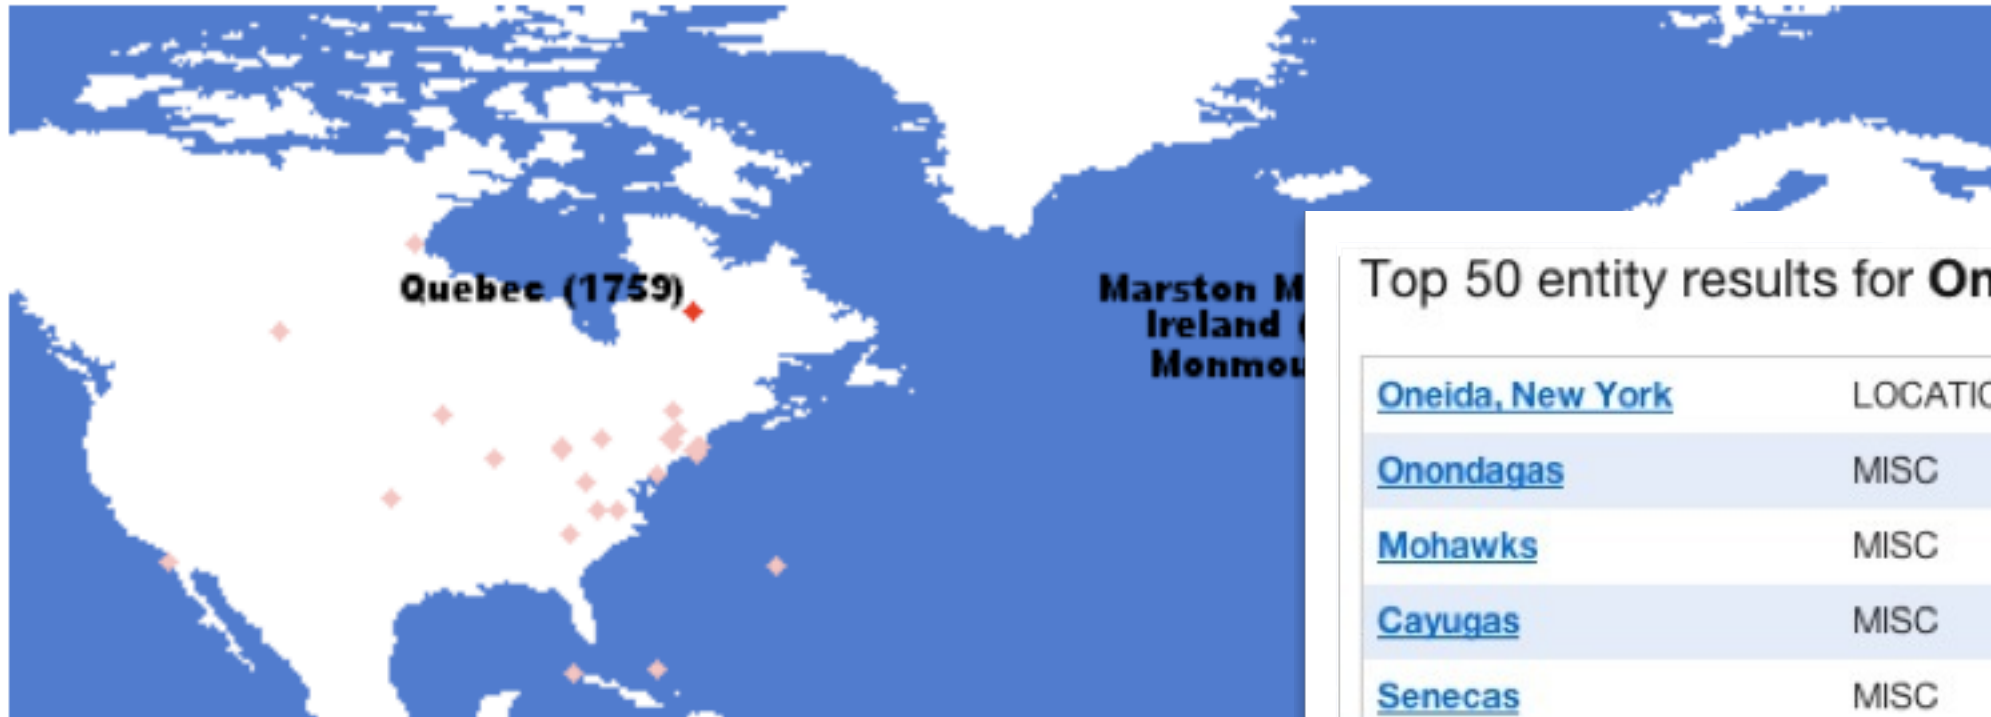 Quebec (1759)
Marston M
Ireland (
Monmou
Top 50 entity results for On
Oneida, New York LOCATIO
Onondagas MISC
Mohawks MISC
Cayugas MISC
Senecas MISC